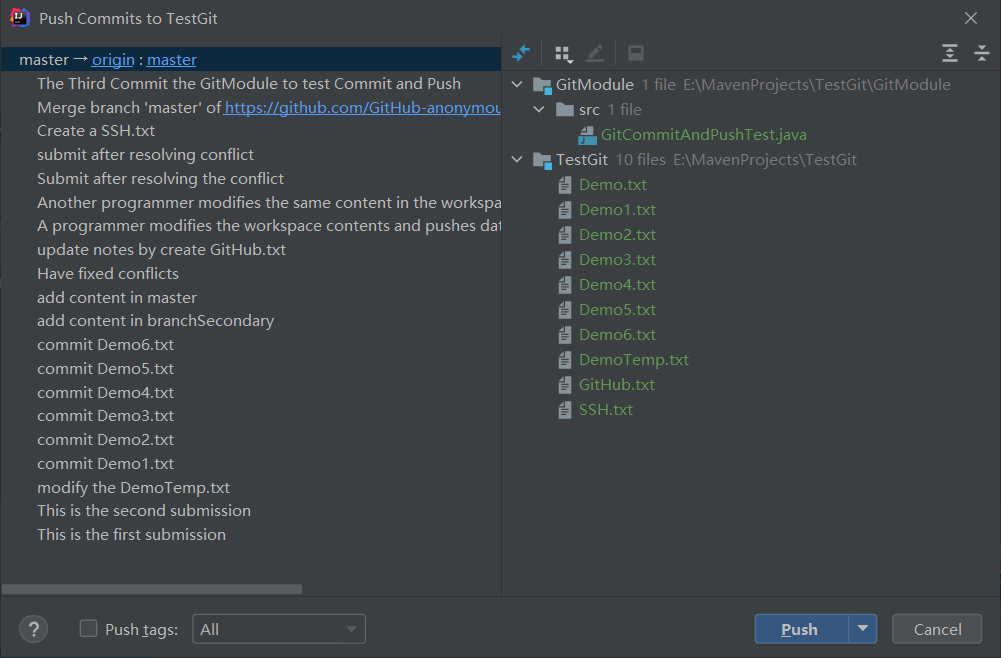 Push Commits to TestGit
master → origin : master
The Third Commit the GitModule to test Commit and Push
Merge branch 'master' of https://github.com/GitHub-anonymou
Create a SSH.txt
submit after resolving conflict
Submit after resolving the conflict
Another programmer modifies the same content in the workspa
A programmer modifies the workspace contents and pushes dat
update notes by create GitHub.txt
Have fixed conflicts
add content in master
add content in branchSecondary
commit Demo6.txt
commit Demo5.txt
commit Demo4.txt
commit Demo3.txt
commit Demo2.txt
commit Demo1.txt
modify the DemoTemp.txt
This is the second submission
This is the first submission
GitModule 1 file E:\MavenProjects\TestGit\GitModule
src 1 file
GitCommitAndPushTest.java
TestGit 10 files E:\MavenProjects\TestGit
Demo.txt
Demo1.txt
Demo2.txt
Demo3.txt
Demo4.txt
Demo5.txt
Demo6.txt
DemoTemp.txt
GitHub.txt
SSH.txt
? Push tags: All Push Cancel